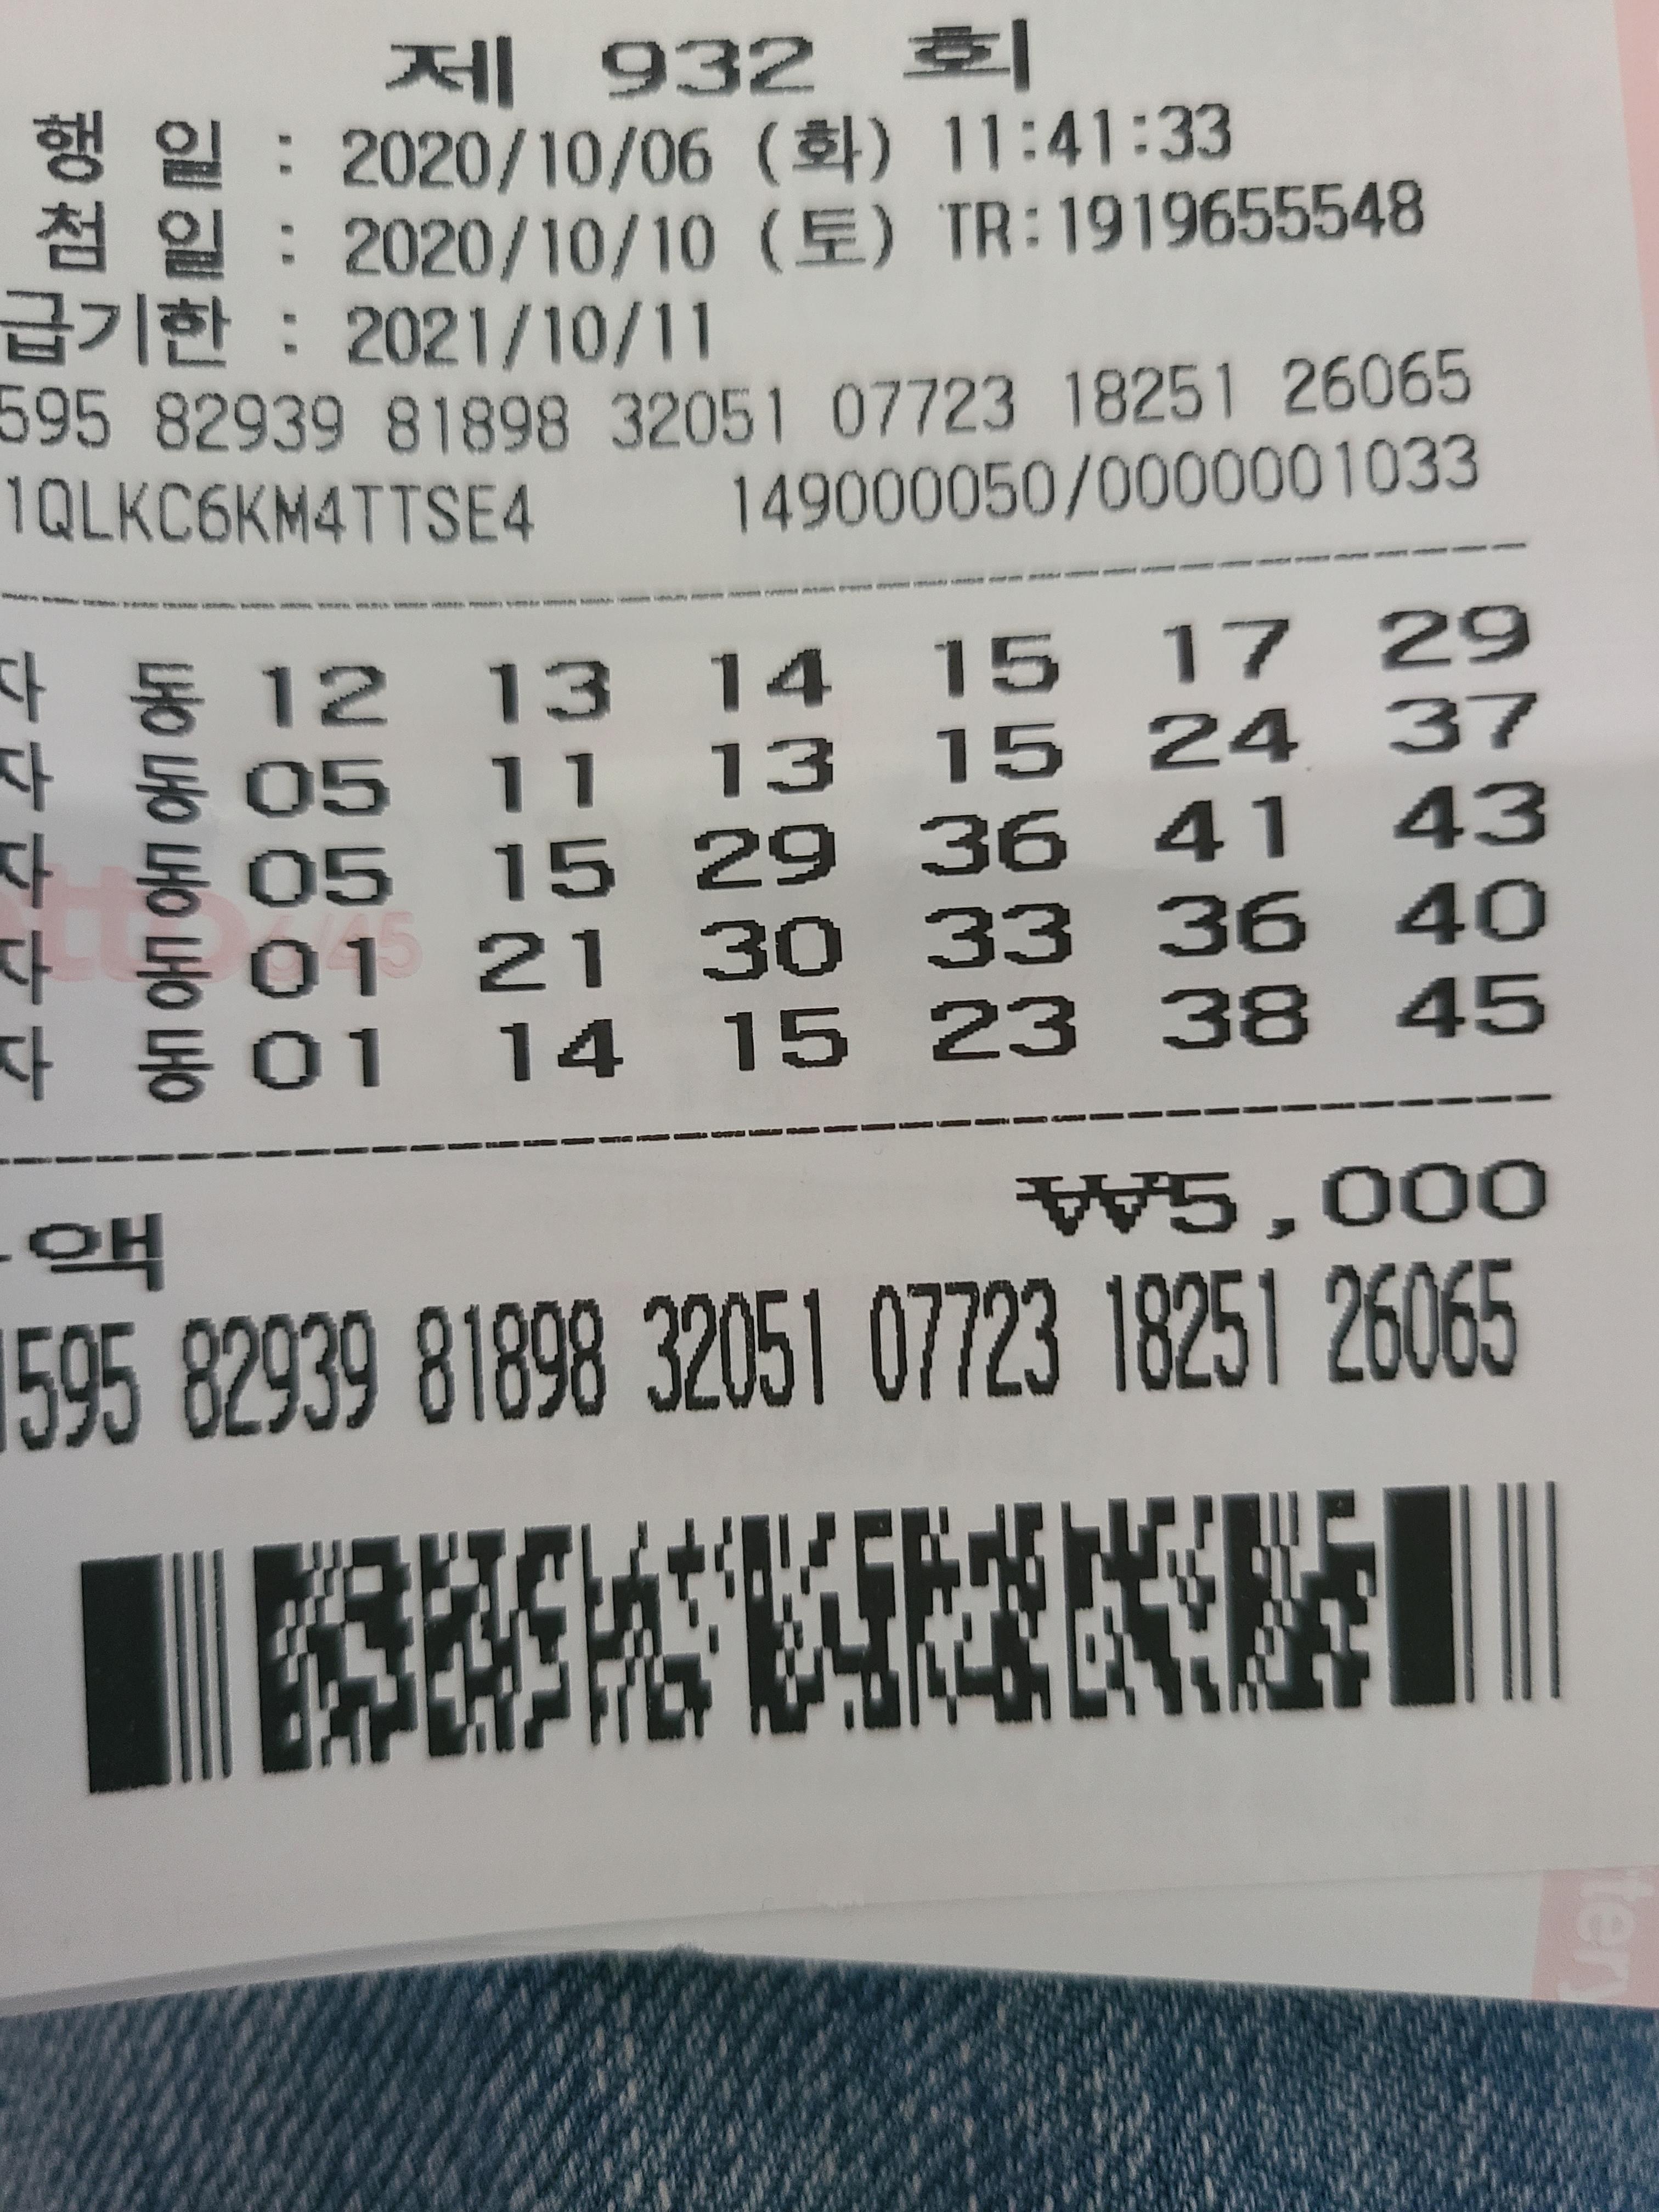 제 932 회
행 일 : 2020/10/06 (화) 11:41:33
첨 일 : 2020/10/10 (토) TR:1919655548
급기한 : 2021/10/11
595 82939 81898 32051 07723 18251 26065
1QLKC6KM4TTSE4 149000050/0000001033
자 동 12 13 14 15 17 29
자 동 05 11 13 15 24 37
자 동 05 15 29 36 41 43
자 동 01 21 30 33 36 40
자 동 01 14 15 23 38 45
tto6/45
액 ₩5,000
1595 82939 81898 32051 07723 18251 26065
tery